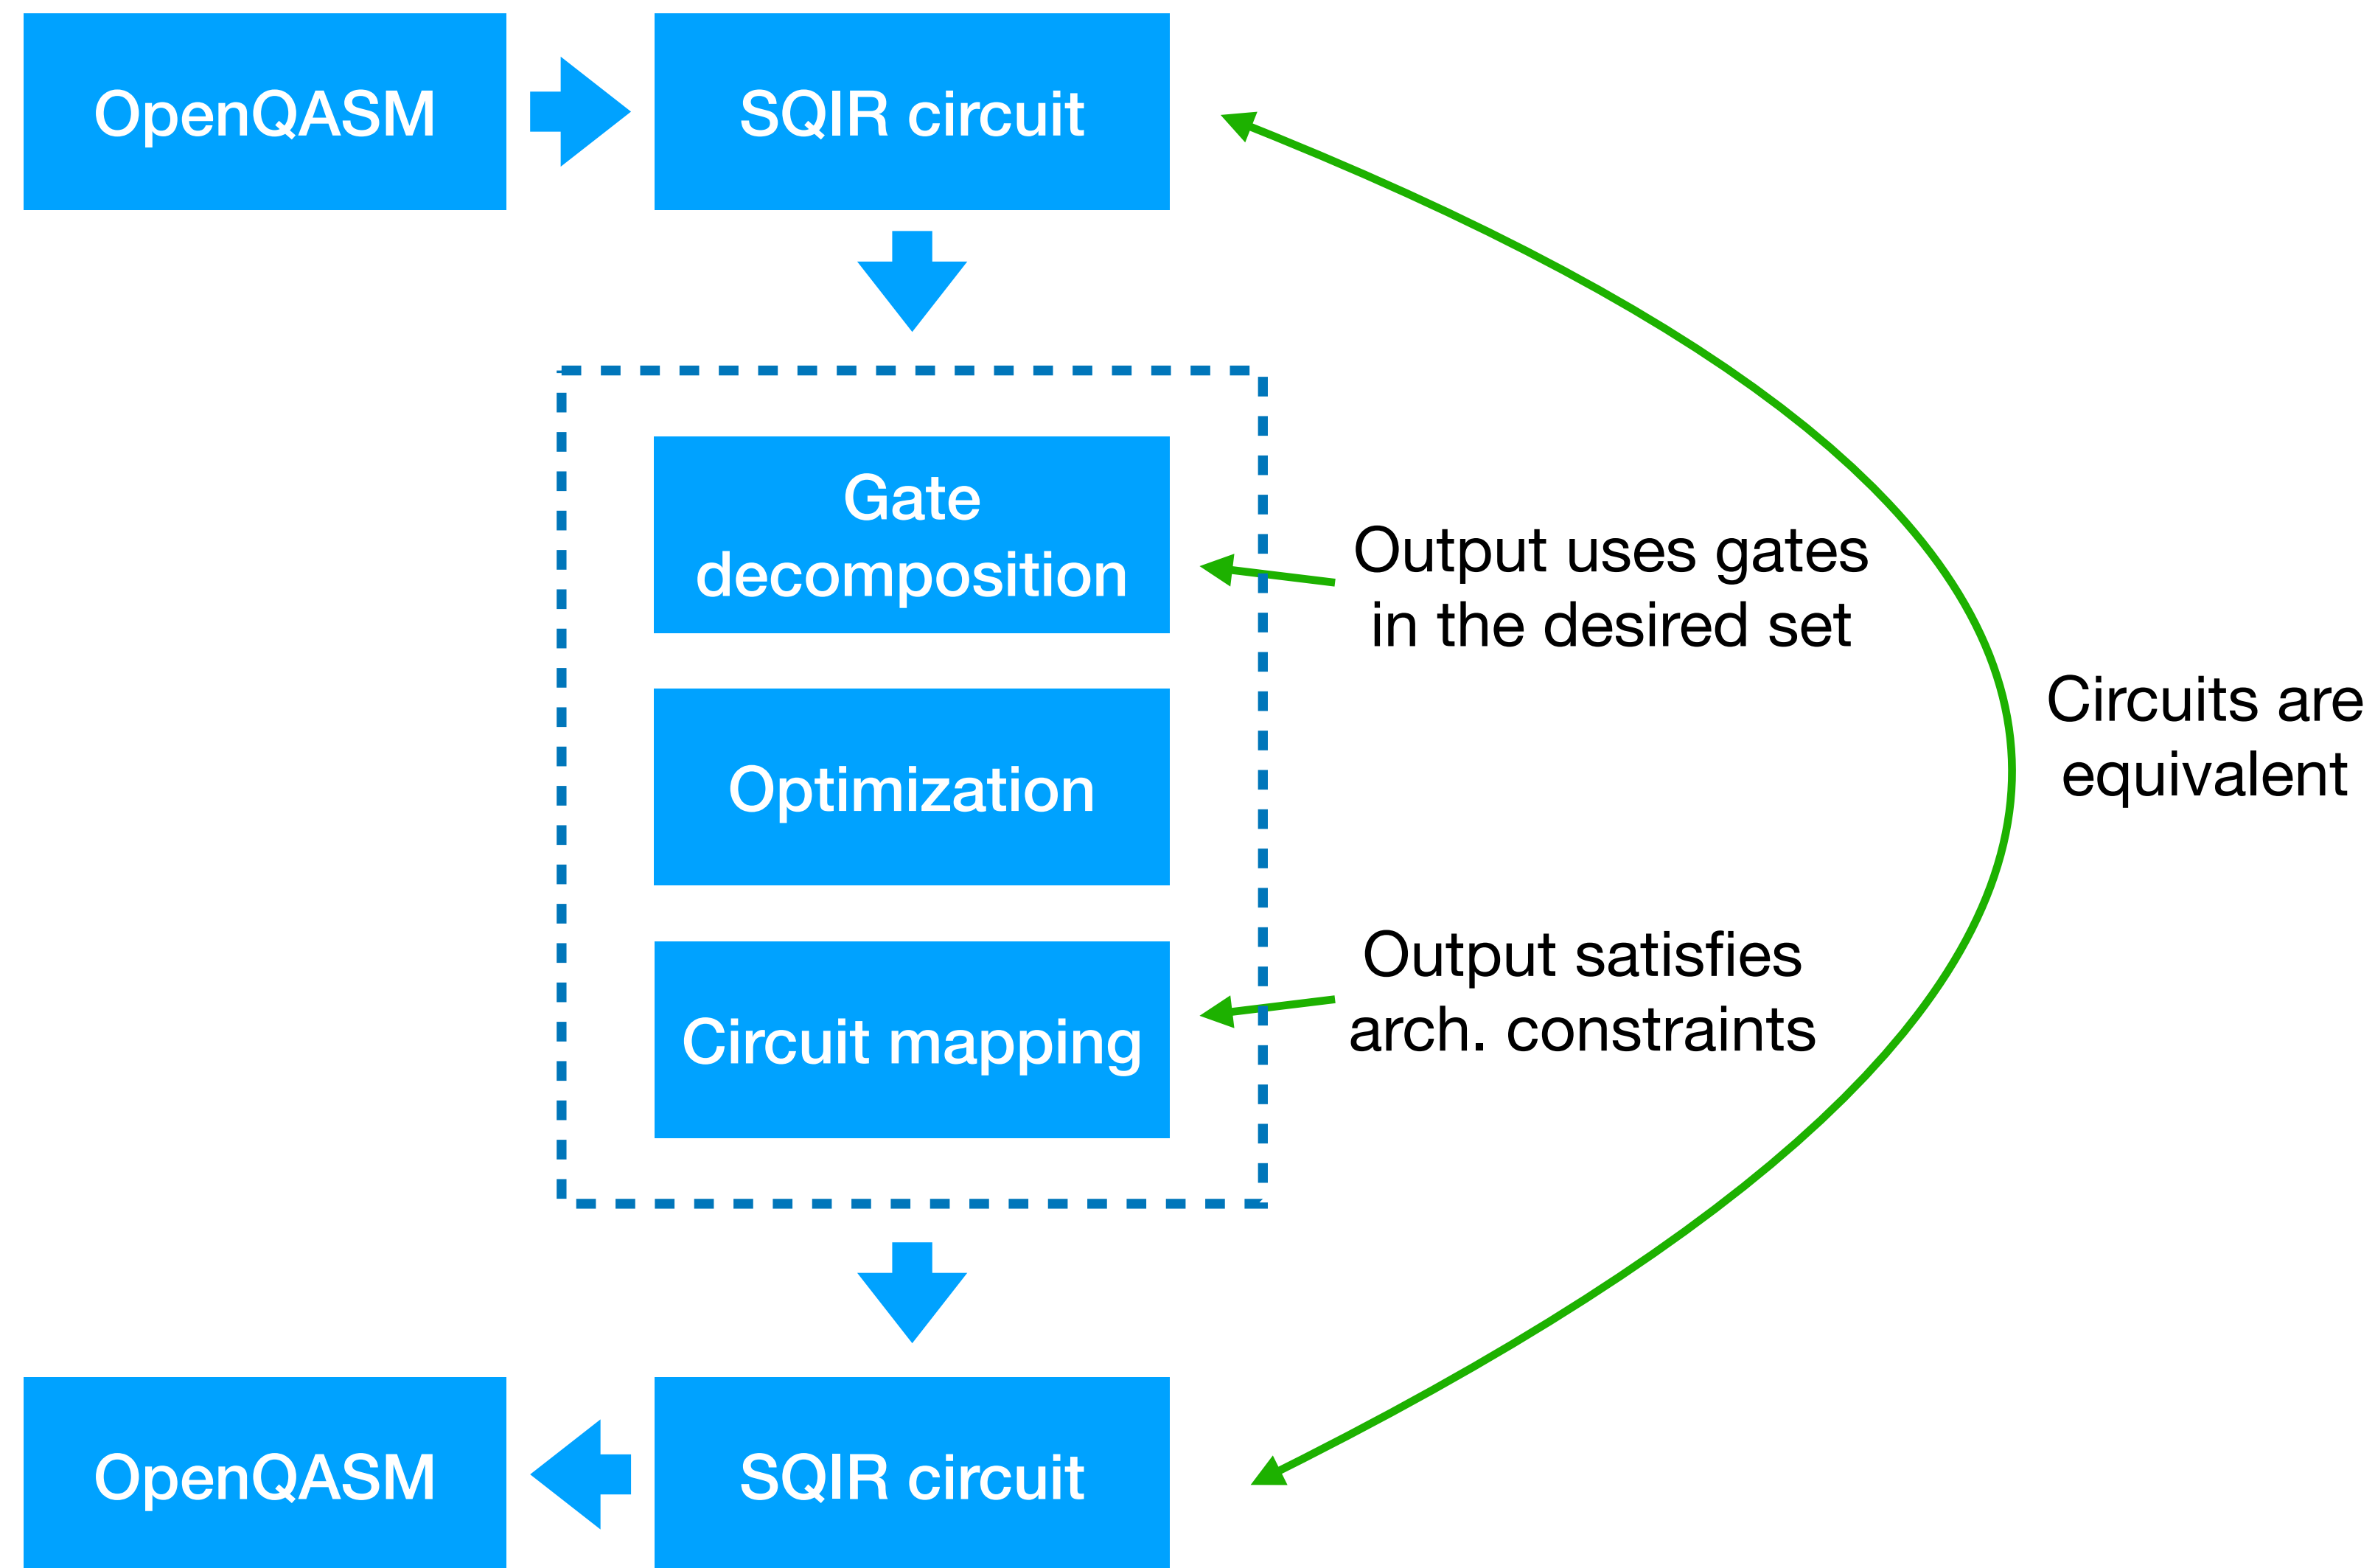 OpenQASM
SQIR circuit
Gate
decomposition
Output uses gates
in the desired set
Circuits are
equivalent
Optimization
Output satisfies
arch. constraints
Circuit mapping
OpenQASM
SQIR circuit